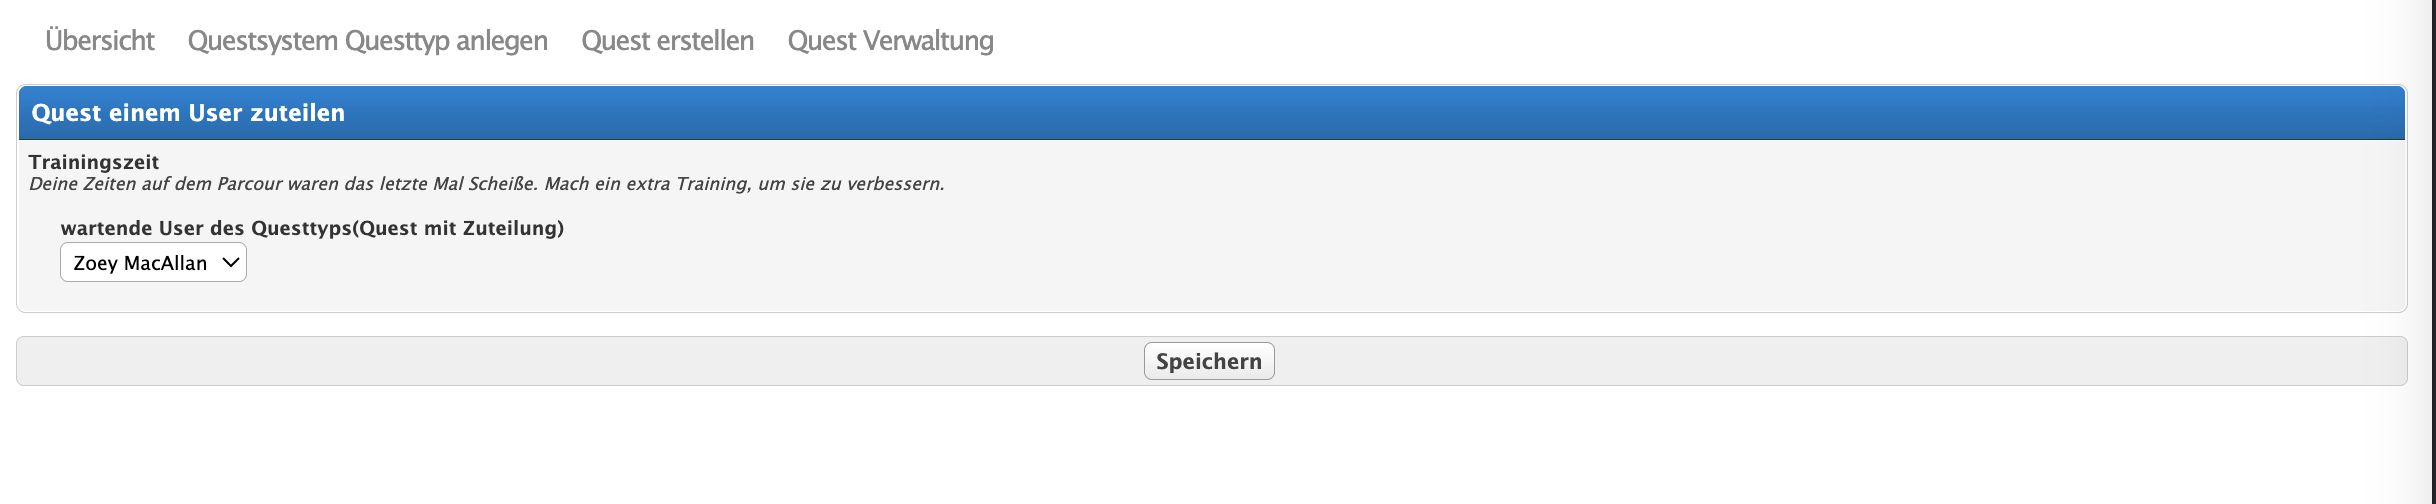 Übersicht Questsystem Questtyp anlegen Quest erstellen Quest Verwaltung
Quest einem User zuteilen
Trainingszeit
Deine Zeiten auf dem Parcour waren das letzte Mal Scheiße. Mach ein extra Training, um sie zu verbessern.
wartende User des Questtyps(Quest mit Zuteilung)
Zoey MacAllan
Speichern